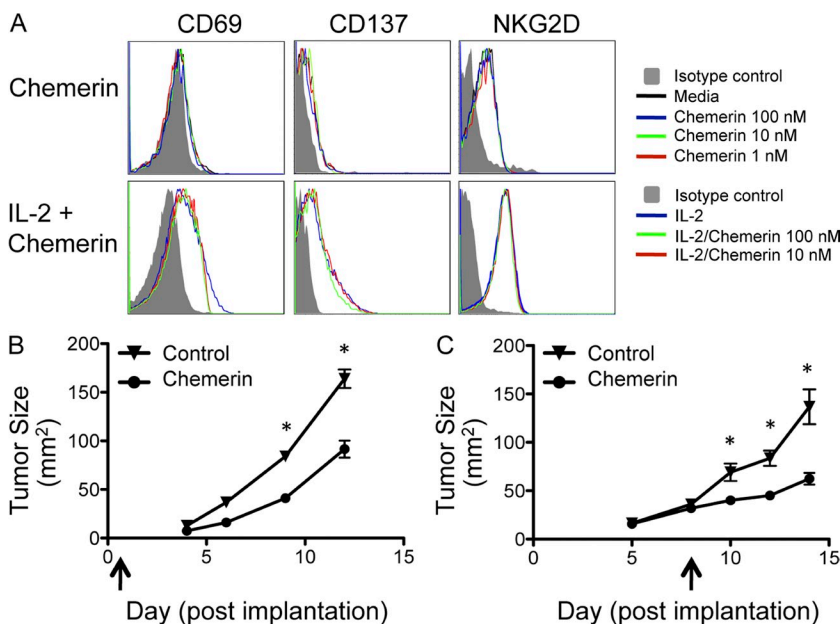 A
CD69 CD137 NKG2D
Chemerin
Isotype control
Media
Chemerin 100 nM
Chemerin 10 nM
Chemerin 1 nM
IL-2 +
Chemerin
Isotype control
IL-2
IL-2/Chemerin 100 nM
IL-2/Chemerin 10 nM
B
Tumor Size
(mm²)
200
150
100
50
0
Control
Chemerin
*
*
0 5 10 15
Day (post implantation)
C
Tumor Size
(mm²)
200
150
100
50
0
Control
Chemerin
*
*
*
0 5 10 15
Day (post implantation)